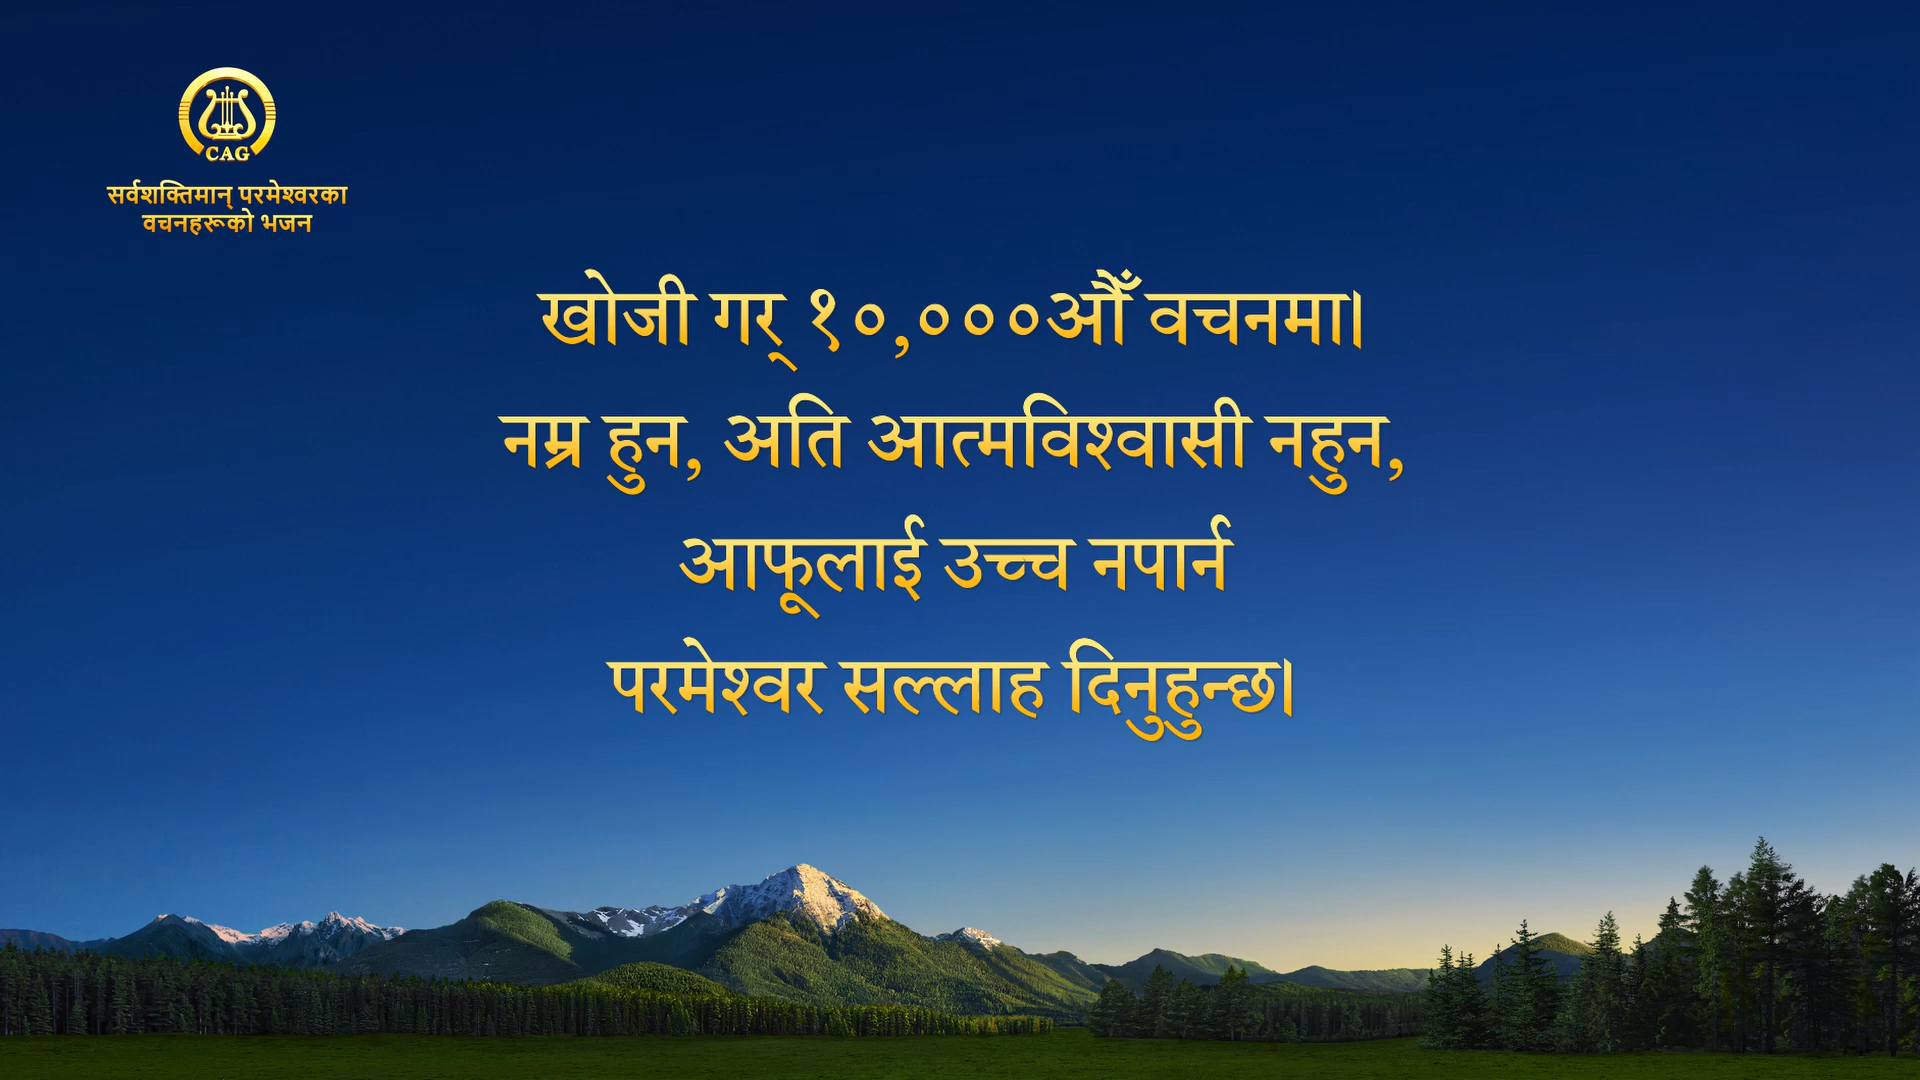 CAG
सर्वशक्तिमान् परमेश्‍वरका
वचनहरूको भजन
खोजी गर् १०,०००औँ वचनमा।
नम्र हुन, अति आत्मविश्‍वासी नहुन,
आफूलाई उच्च नपार्न
परमेश्‍वर सल्लाह दिनुहुन्छ।